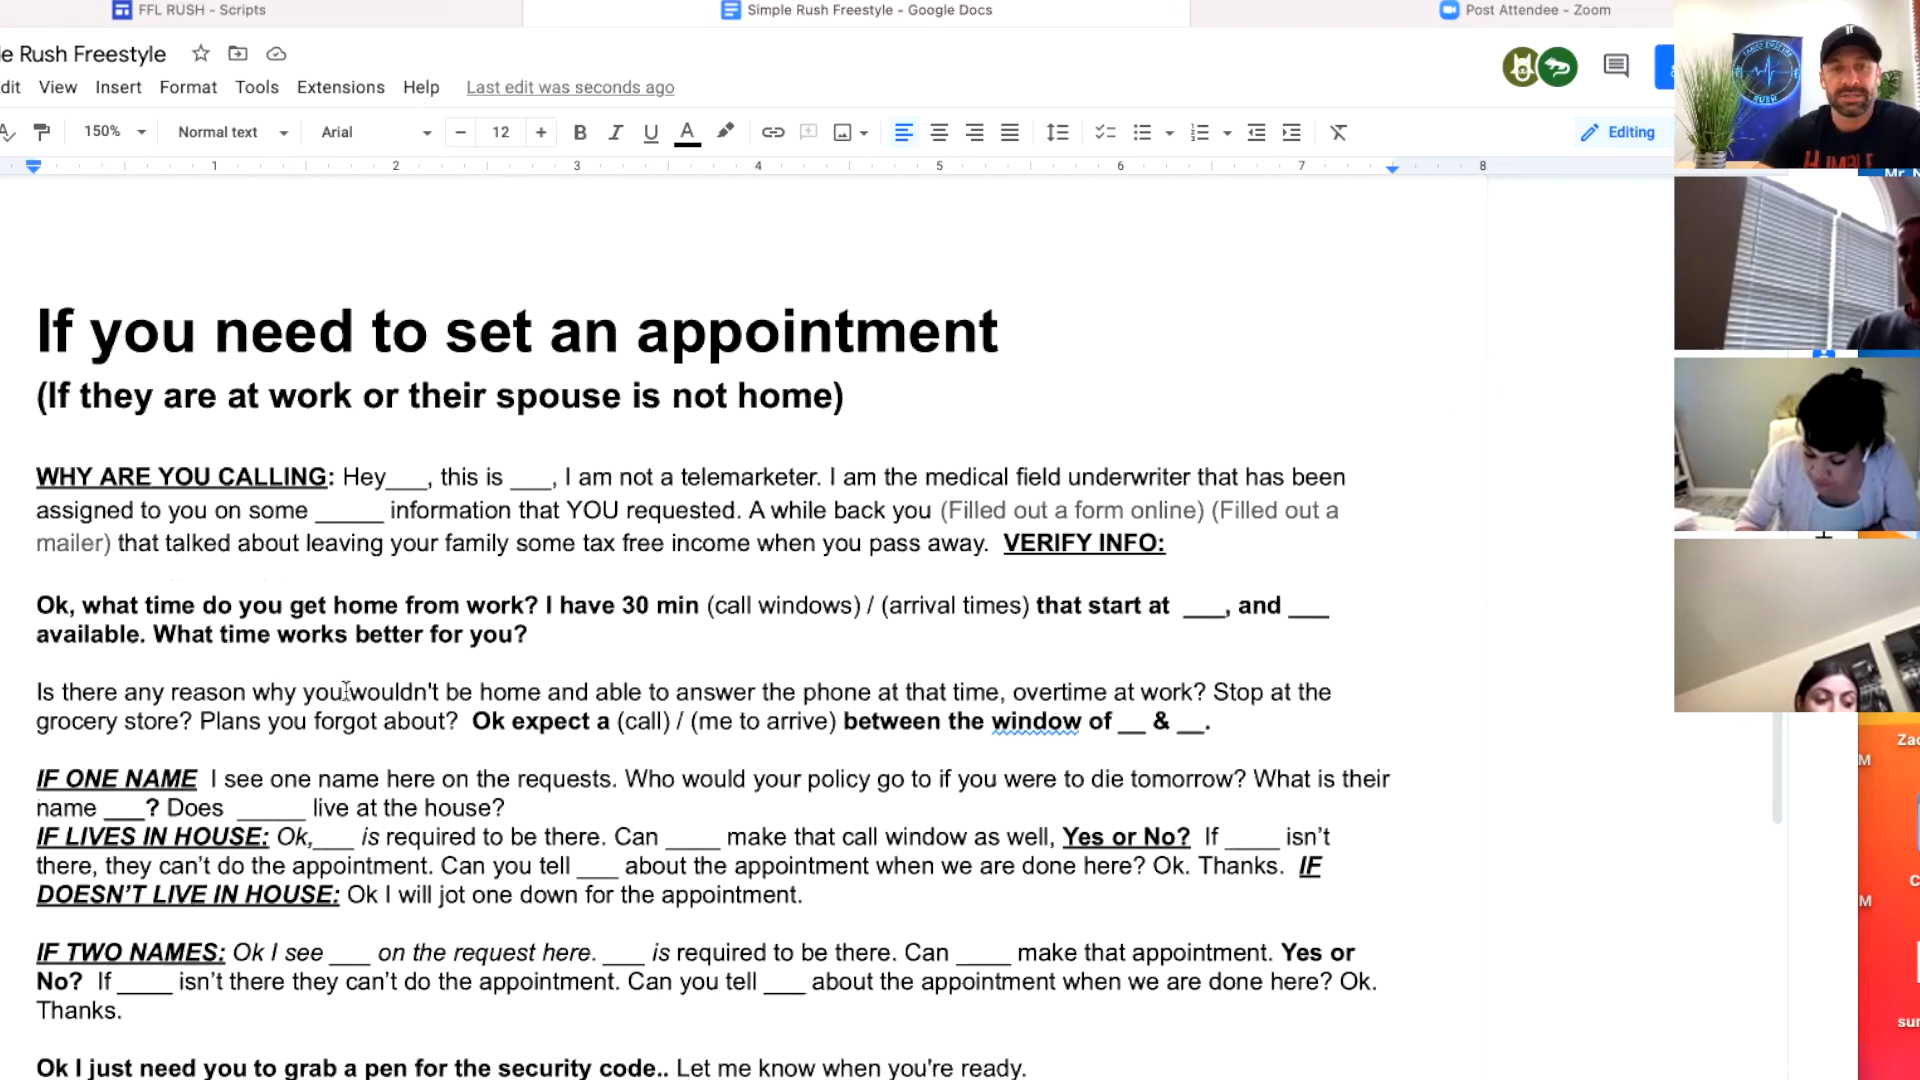 FFL RUSH - Scripts
Simple Rush Freestyle - Google Docs
Post Attendee - Zoom
e Rush Freestyle
dit View Insert Format Tools Extensions Help Last edit was seconds ago
150% Normal text Arial 12 Editing
1 2 3 4 5 6 7 8
If you need to set an appointment
(If they are at work or their spouse is not home)
WHY ARE YOU CALLING: Hey___, this is ___, I am not a telemarketer. I am the medical field underwriter that has been
assigned to you on some _____ information that YOU requested. A while back you (Filled out a form online) (Filled out a
mailer) that talked about leaving your family some tax free income when you pass away. VERIFY INFO:
Ok, what time do you get home from work? I have 30 min (call windows) / (arrival times) that start at ___, and ___
available. What time works better for you?
Is there any reason why you wouldn't be home and able to answer the phone at that time, overtime at work? Stop at the
grocery store? Plans you forgot about? Ok expect a (call) / (me to arrive) between the window of __ & __.
IF ONE NAME I see one name here on the requests. Who would your policy go to if you were to die tomorrow? What is their
name ___? Does _____ live at the house?
IF LIVES IN HOUSE: Ok,___ is required to be there. Can ____ make that call window as well, Yes or No? If ____ isn't
there, they can't do the appointment. Can you tell ___ about the appointment when we are done here? Ok. Thanks. IF
DOESN'T LIVE IN HOUSE: Ok I will jot one down for the appointment.
IF TWO NAMES: Ok I see ___ on the request here. ___ is required to be there. Can ____ make that appointment. Yes or
No? If ____ isn't there they can't do the appointment. Can you tell ___ about the appointment when we are done here? Ok.
Thanks.
Ok I just need you to grab a pen for the security code.. Let me know when you're ready.
RUSH
HUMBLE
Mr. N
Zac
M
C
M
sun